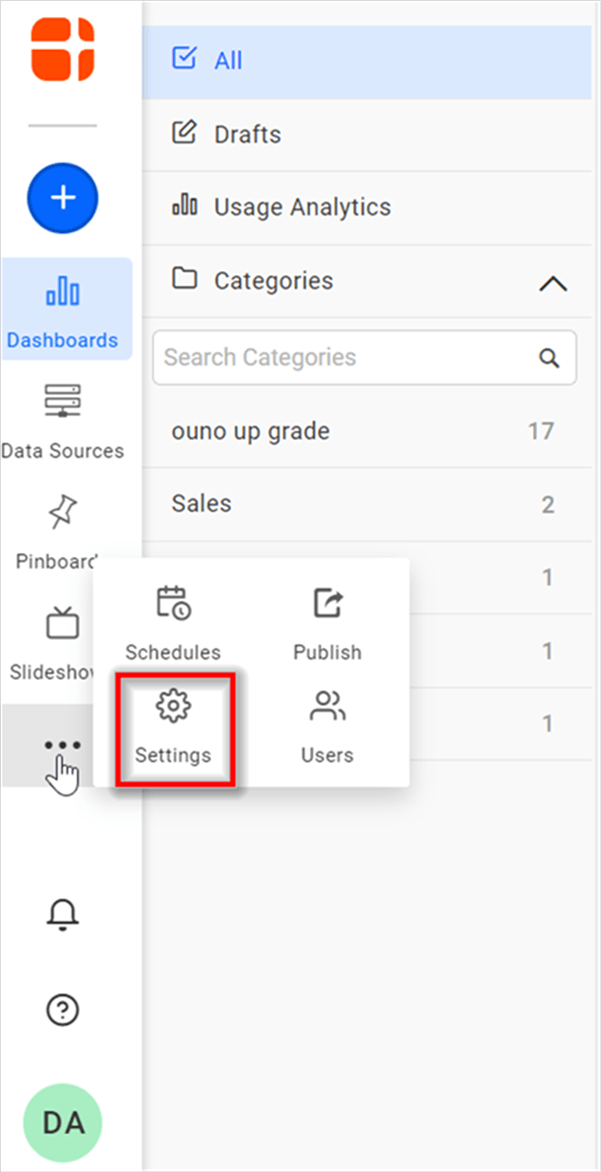 All
Drafts
Usage Analytics
Categories
Search Categories
ouno up grade 17
Sales 2
1
1
1
Dashboards
Data Sources
Pinboard
Slideshow
Schedules
Publish
Settings
Users
DA